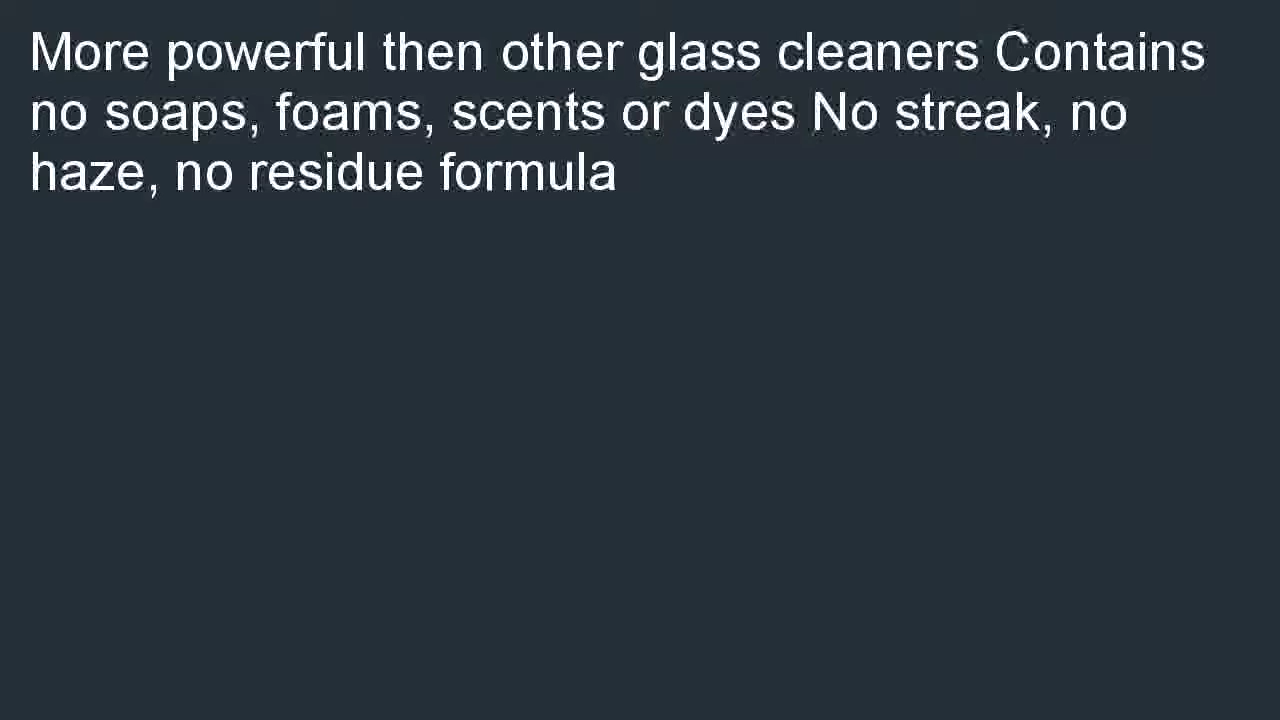 More powerful then other glass cleaners Contains
no soaps, foams, scents or dyes No streak, no
haze, no residue formula